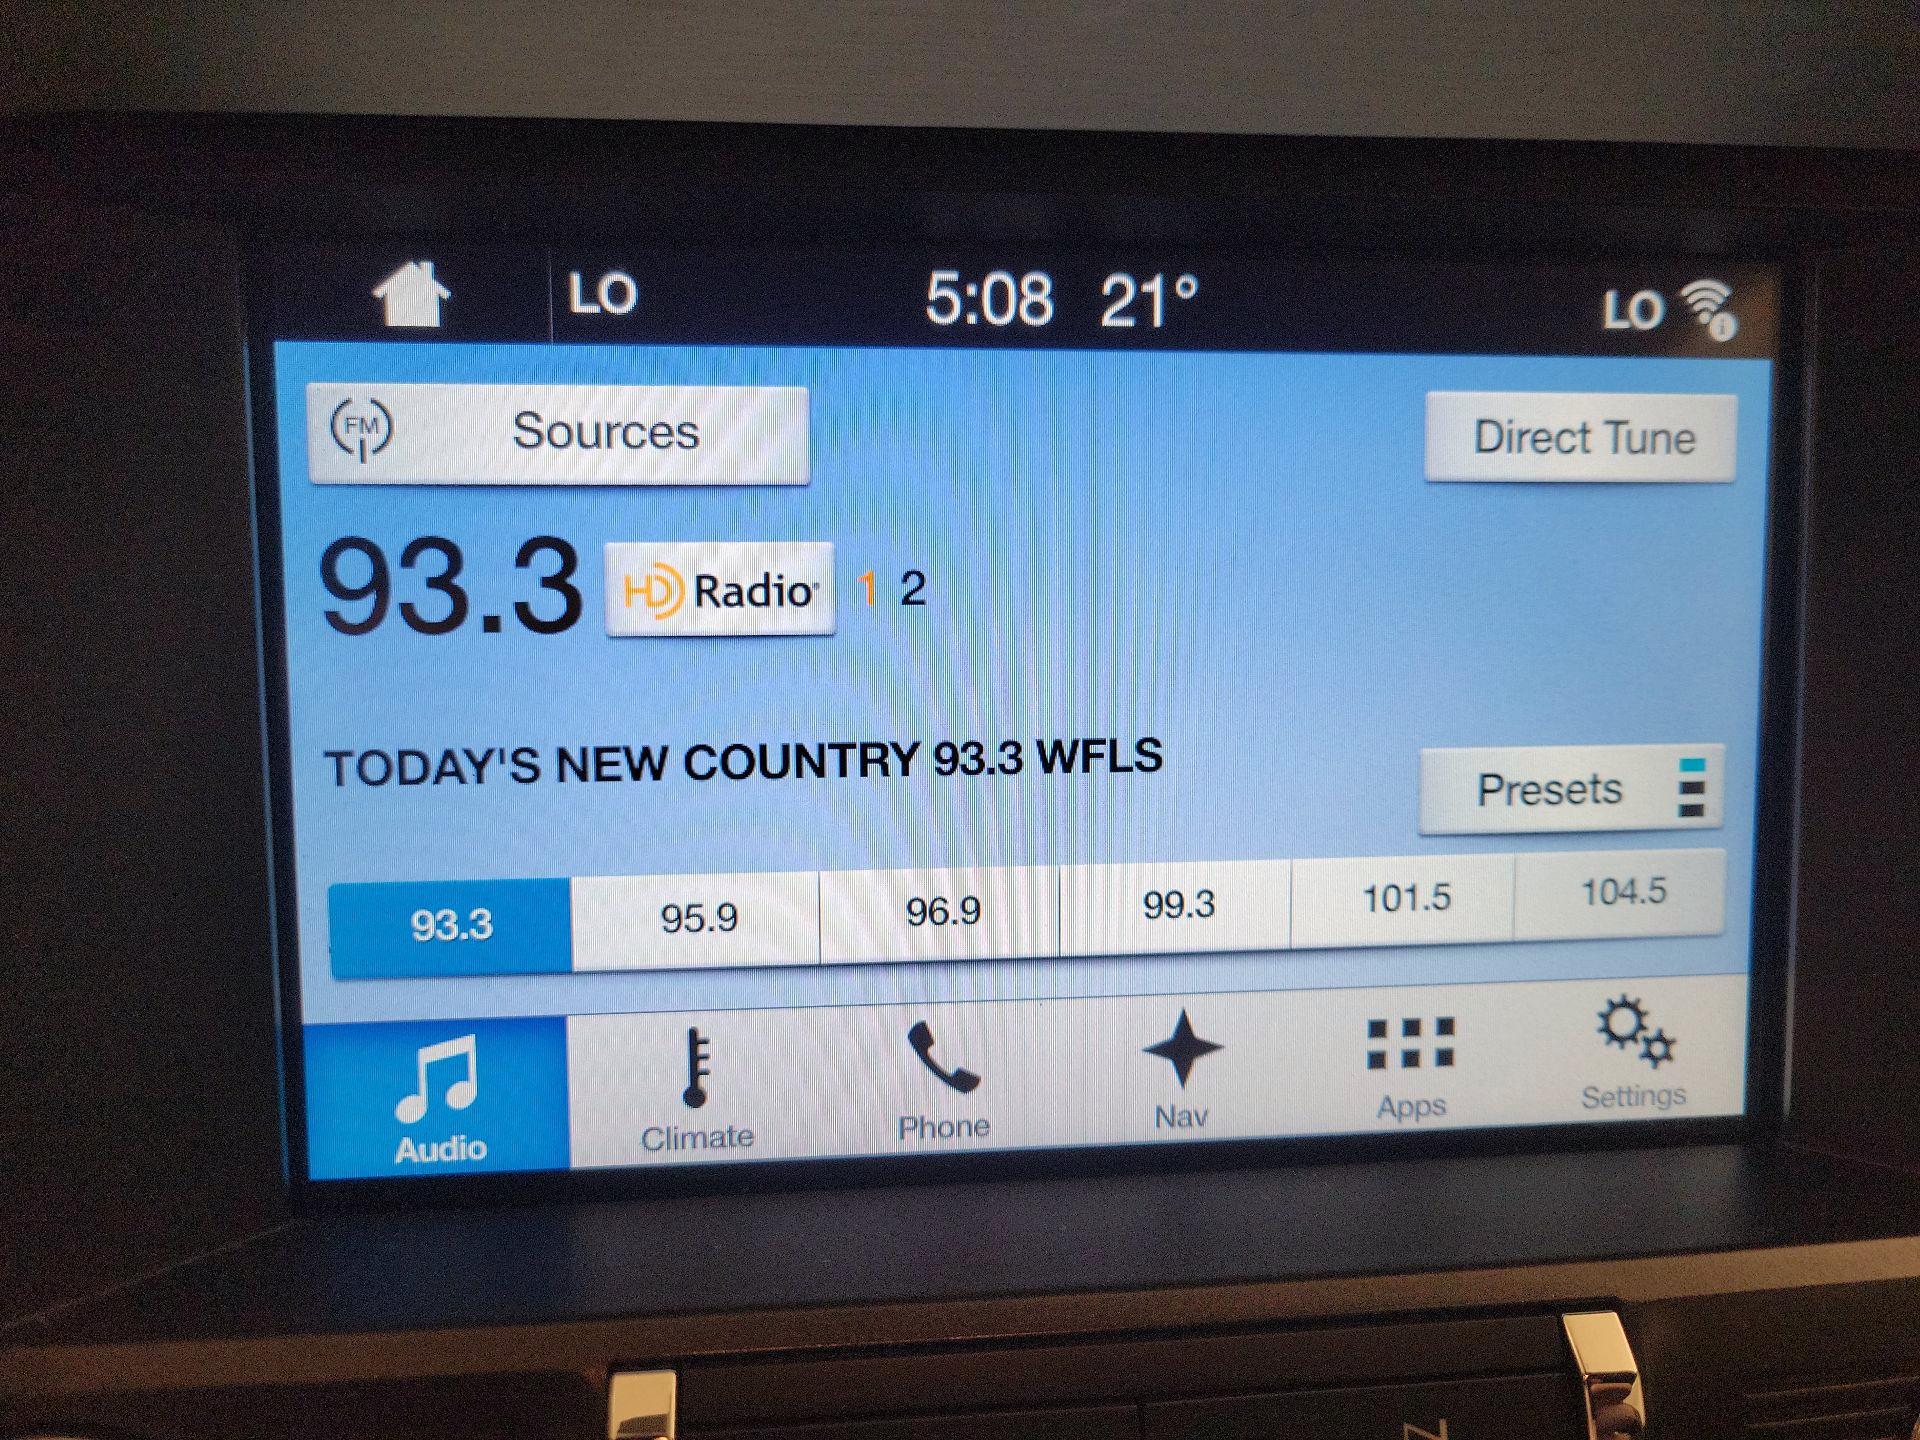 LO 5:08 21° LO
FM Sources Direct Tune
93.3 HD Radio® 1 2
TODAY'S NEW COUNTRY 93.3 WFLS
Presets
93.3 95.9 96.9 99.3 101.5 104.5
Audio Climate Phone Nav Apps Settings